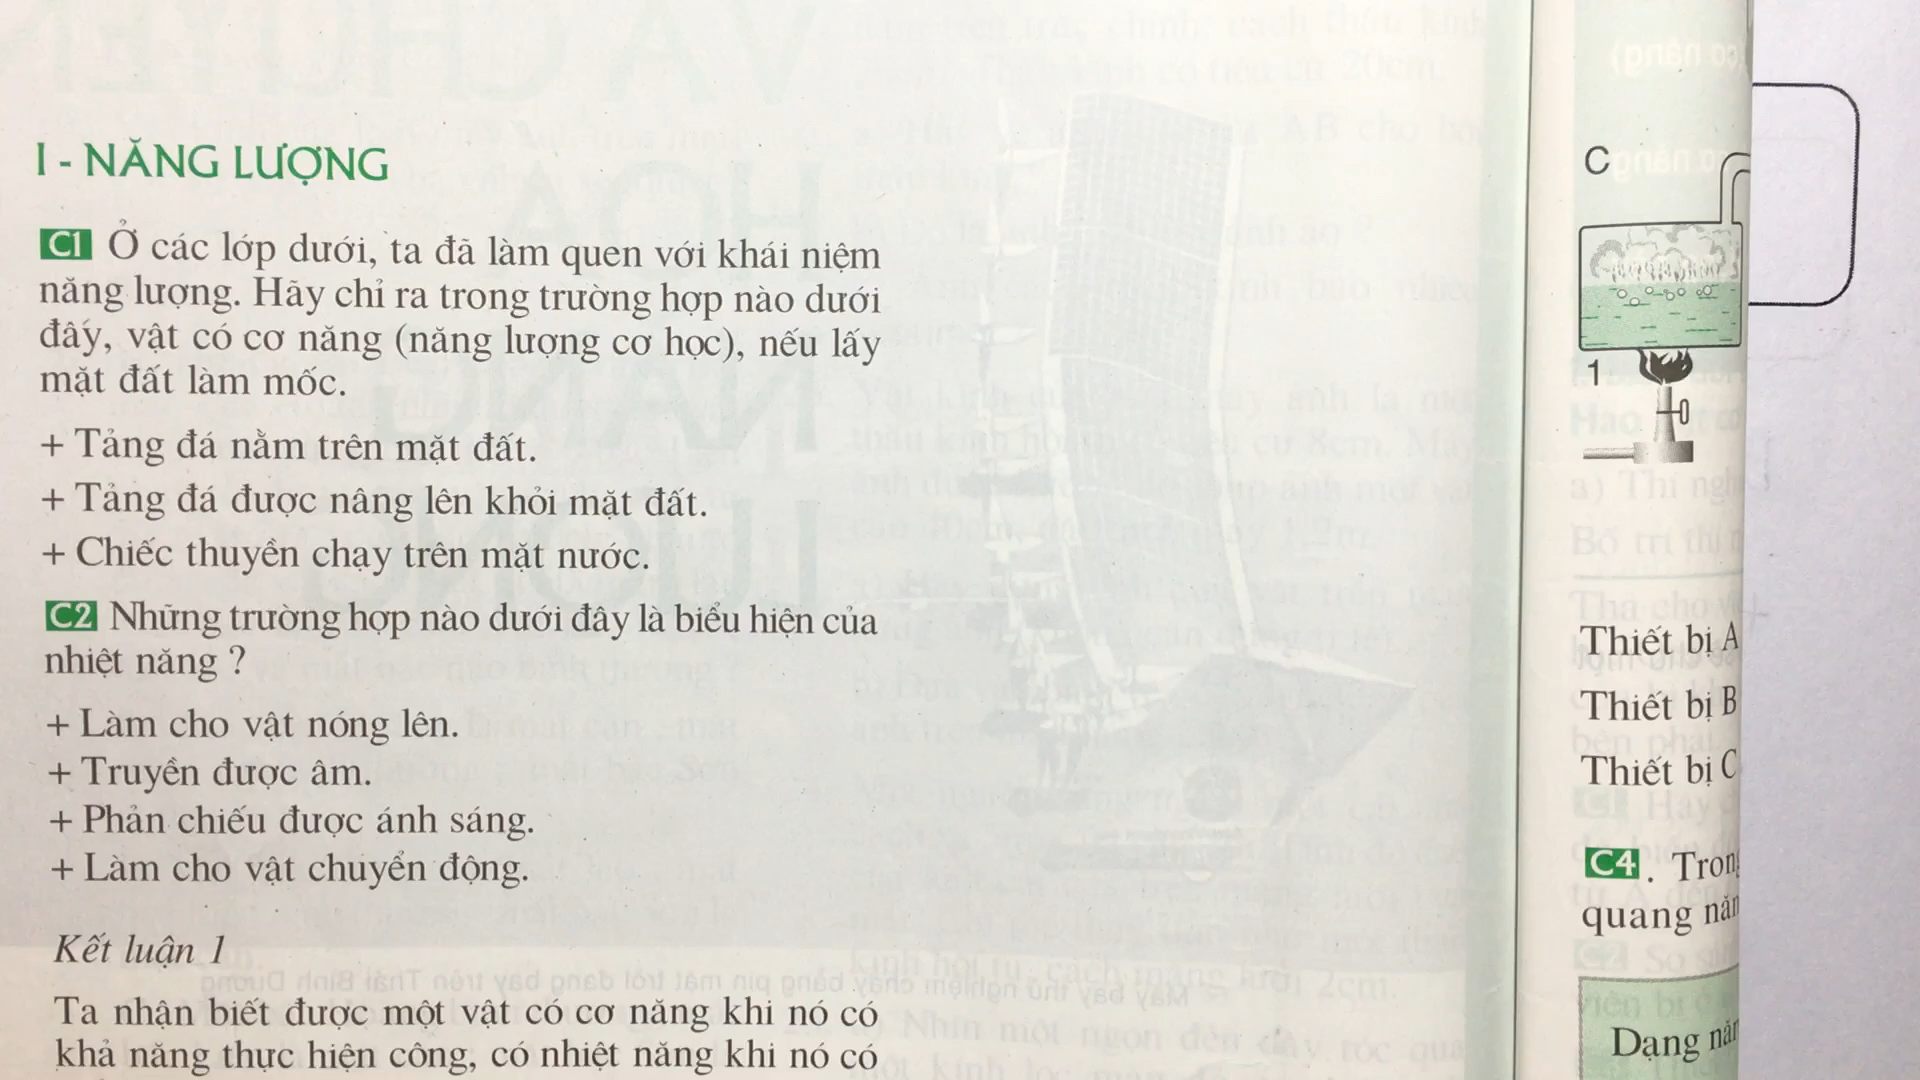 I - NĂNG LƯỢNG
C1 Ở các lớp dưới, ta đã làm quen với khái niệm
năng lượng. Hãy chỉ ra trong trường hợp nào dưới
đây, vật có cơ năng (năng lượng cơ học), nếu lấy
mặt đất làm mốc.
+ Tảng đá nằm trên mặt đất.
+ Tảng đá được nâng lên khỏi mặt đất.
+ Chiếc thuyền chạy trên mặt nước.
C2 Những trường hợp nào dưới đây là biểu hiện của
nhiệt năng ?
+ Làm cho vật nóng lên.
+ Truyền được âm.
+ Phản chiếu được ánh sáng.
+ Làm cho vật chuyển động.
Kết luận 1
Ta nhận biết được một vật có cơ năng khi nó có
khả năng thực hiện công, có nhiệt năng khi nó có
C
1
Thiết bị A
Thiết bị B
Thiết bị C
C4. 
quang
Dạng